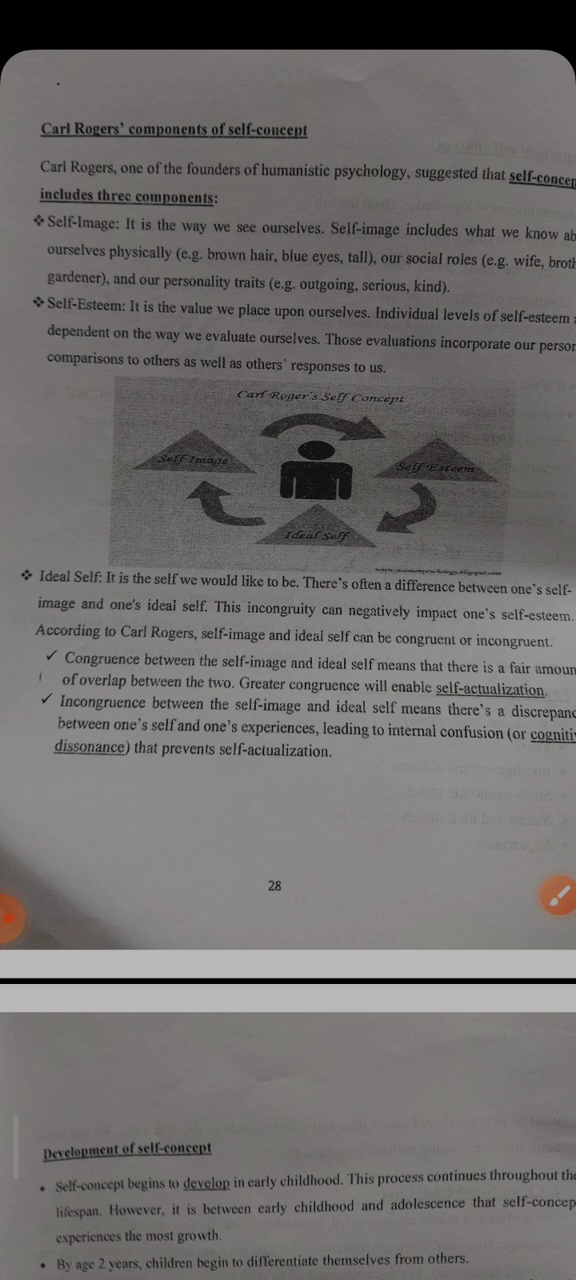 Carl Rogers' components of self-concept
Carl Rogers, one of the founders of humanistic psychology, suggested that self-concep
includes three components:
❖ Self-Image: It is the way we see ourselves. Self-image includes what we know ab
ourselves physically (e.g. brown hair, blue eyes, tall), our social roles (e.g. wife, broth
gardener), and our personality traits (e.g. outgoing, serious, kind).
❖ Self-Esteem: It is the value we place upon ourselves. Individual levels of self-esteem
dependent on the way we evaluate ourselves. Those evaluations incorporate our person
comparisons to others as well as others' responses to us.
Carl Roger's Self Concept
Self Image
Self Esteem
Ideal Self
❖ Ideal Self: It is the self we would like to be. There's often a difference between one's self-
image and one's ideal self. This incongruity can negatively impact one's self-esteem.
According to Carl Rogers, self-image and ideal self can be congruent or incongruent.
✓ Congruence between the self-image and ideal self means that there is a fair amoun
of overlap between the two. Greater congruence will enable self-actualization.
✓ Incongruence between the self-image and ideal self means there's a discrepanc
between one's self and one's experiences, leading to internal confusion (or cogniti
dissonance) that prevents self-actualization.
28
Development of self-concept
• Self-concept begins to develop in early childhood. This process continues throughout the
lifespan. However, it is between early childhood and adolescence that self-concep
experiences the most growth.
• By age 2 years, children begin to differentiate themselves from others.